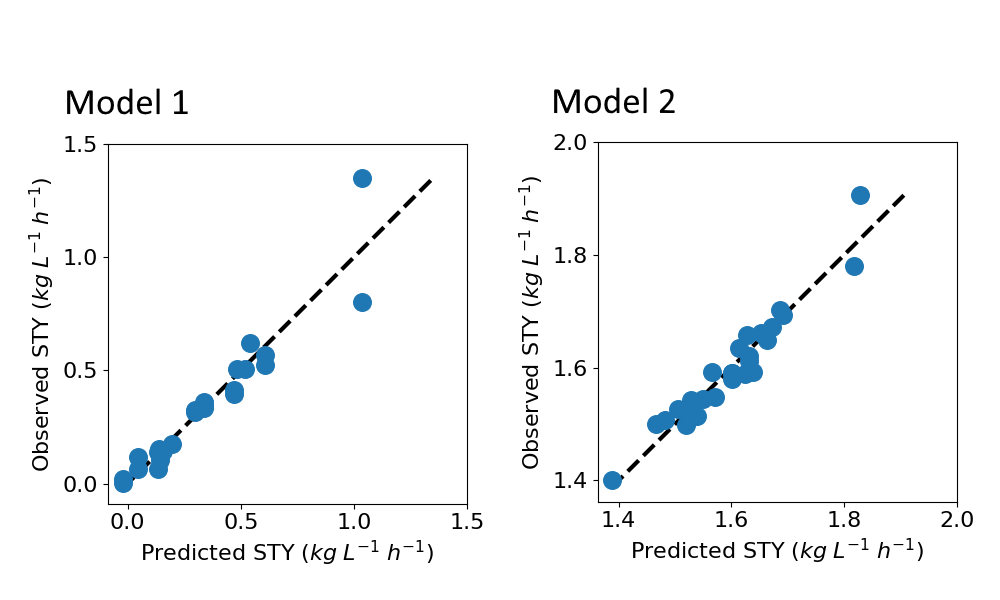 Model 1
Model 2
Observed STY (kg L⁻¹ h⁻¹)
1.5
1.0
0.5
0.0
0.0 0.5 1.0 1.5
Predicted STY (kg L⁻¹ h⁻¹)
Observed STY (kg L⁻¹ h⁻¹)
2.0
1.8
1.6
1.4
1.4 1.6 1.8 2.0
Predicted STY (kg L⁻¹ h⁻¹)